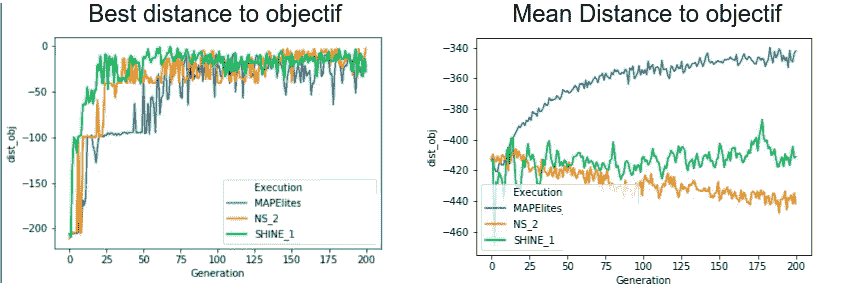 Best distance to objectif
Mean Distance to objectif
0
−50
−100
−150
−200
dist_obj
Execution
MAPElites
NS_2
SHINE_1
0
25
50
75
100
125
150
175
200
Generation
−340
−360
−380
−400
−420
−440
−460
dist_obj
Execution
MAPElites
NS_2
SHINE_1
0
25
50
75
100
125
150
175
200
Generation